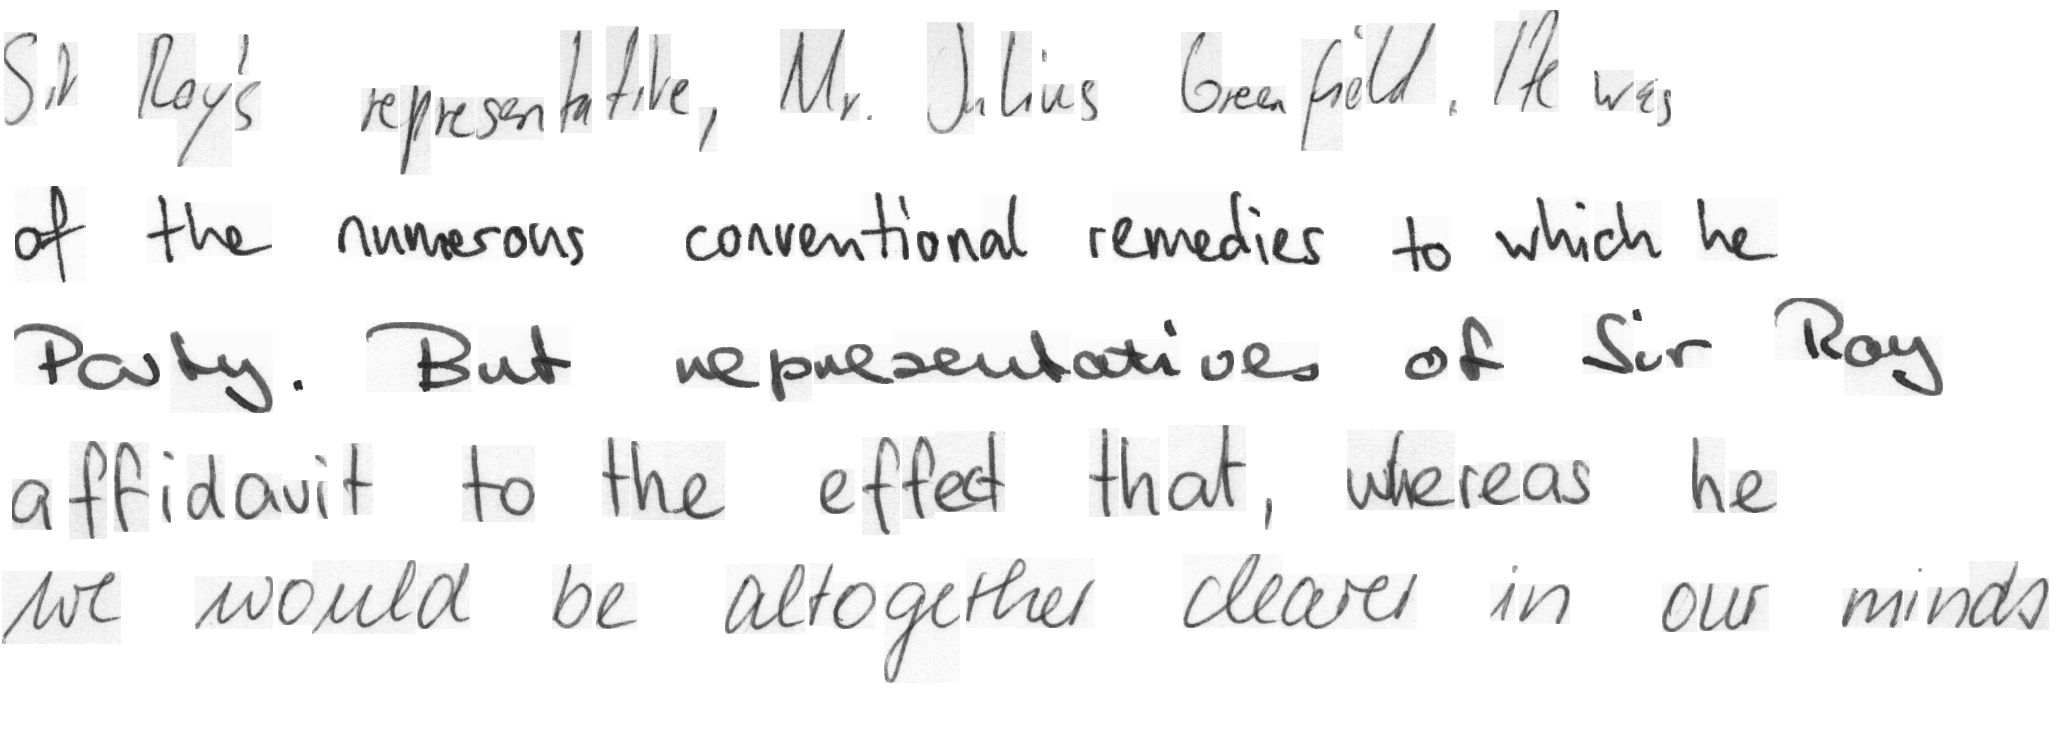 Sir Roy's representative, Mr. Julius Greenfield. He was
of the numerous conventional remedies to which he
Party. But representatives of Sir Roy
affidavit to the effect that, whereas he
we would be altogether clearer in our minds